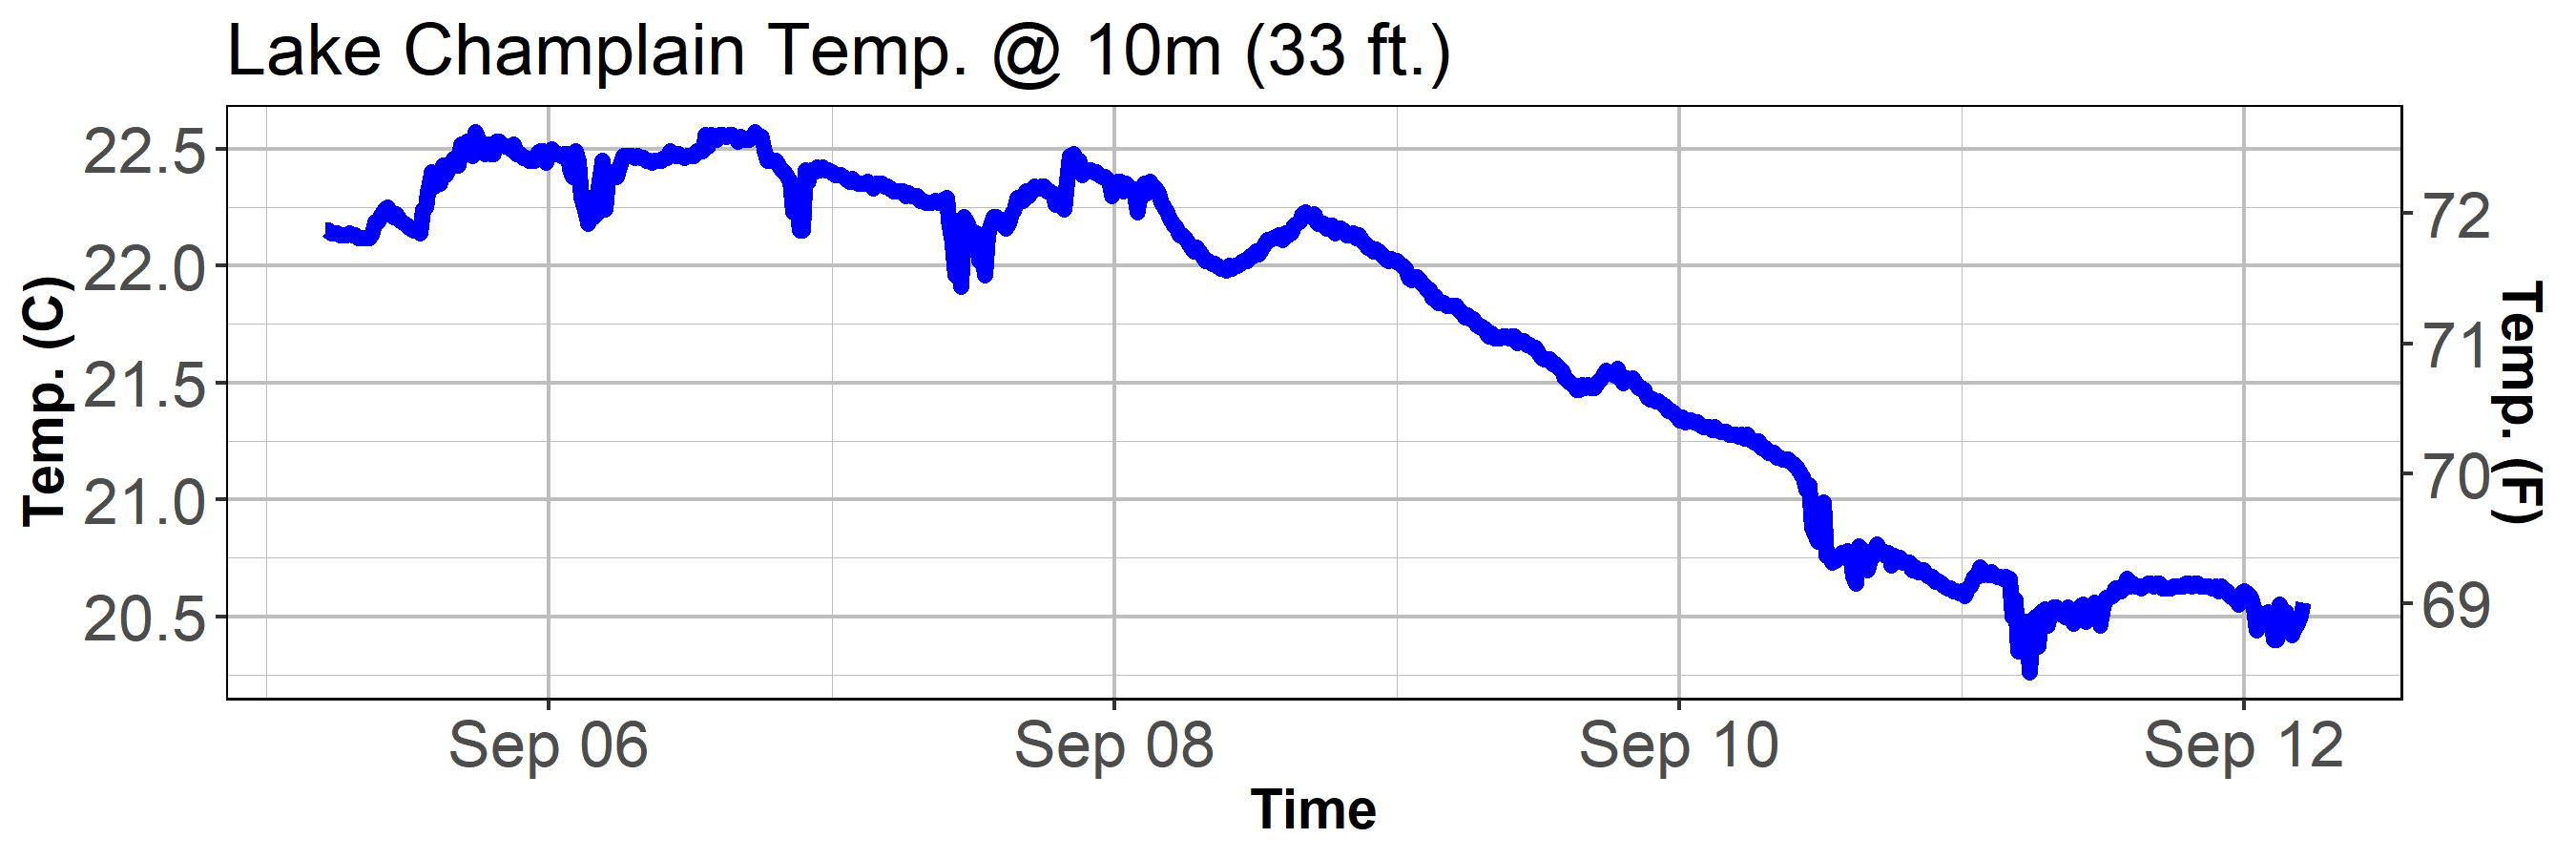 Lake Champlain Temp. @ 10m (33 ft.)
Temp. (C)
22.5
22.0
21.5
21.0
20.5
72
71
70
69
Temp. (F)
Sep 06
Sep 08
Sep 10
Sep 12
Time